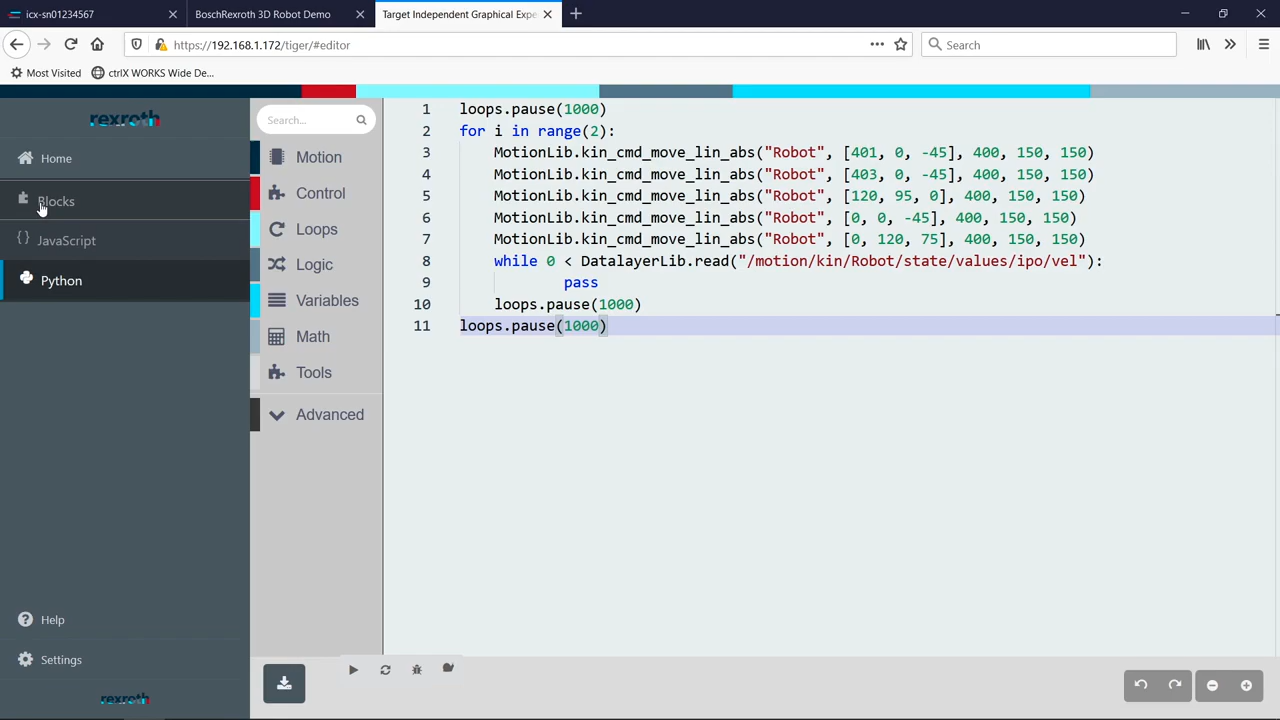 icx-sn01234567
BoschRexroth 3D Robot Demo
Target Independent Graphical Expe
https://192.168.1.172/tiger/#editor
Search
Most Visited
ctrlX WORKS Wide De...
rexroth
Home
Blocks
JavaScript
Python
Help
Settings
rexroth
Search...
Motion
Control
Loops
Logic
Variables
Math
Tools
Advanced
1 loops.pause(1000)
2 for i in range(2):
3 MotionLib.kin_cmd_move_lin_abs("Robot", [401, 0, -45], 400, 150, 150)
4 MotionLib.kin_cmd_move_lin_abs("Robot", [403, 0, -45], 400, 150, 150)
5 MotionLib.kin_cmd_move_lin_abs("Robot", [120, 95, 0], 400, 150, 150)
6 MotionLib.kin_cmd_move_lin_abs("Robot", [0, 0, -45], 400, 150, 150)
7 MotionLib.kin_cmd_move_lin_abs("Robot", [0, 120, 75], 400, 150, 150)
8 while 0 < DatalayerLib.read("/motion/kin/Robot/state/values/ipo/vel"):
9 pass
10 loops.pause(1000)
11 loops.pause(1000)